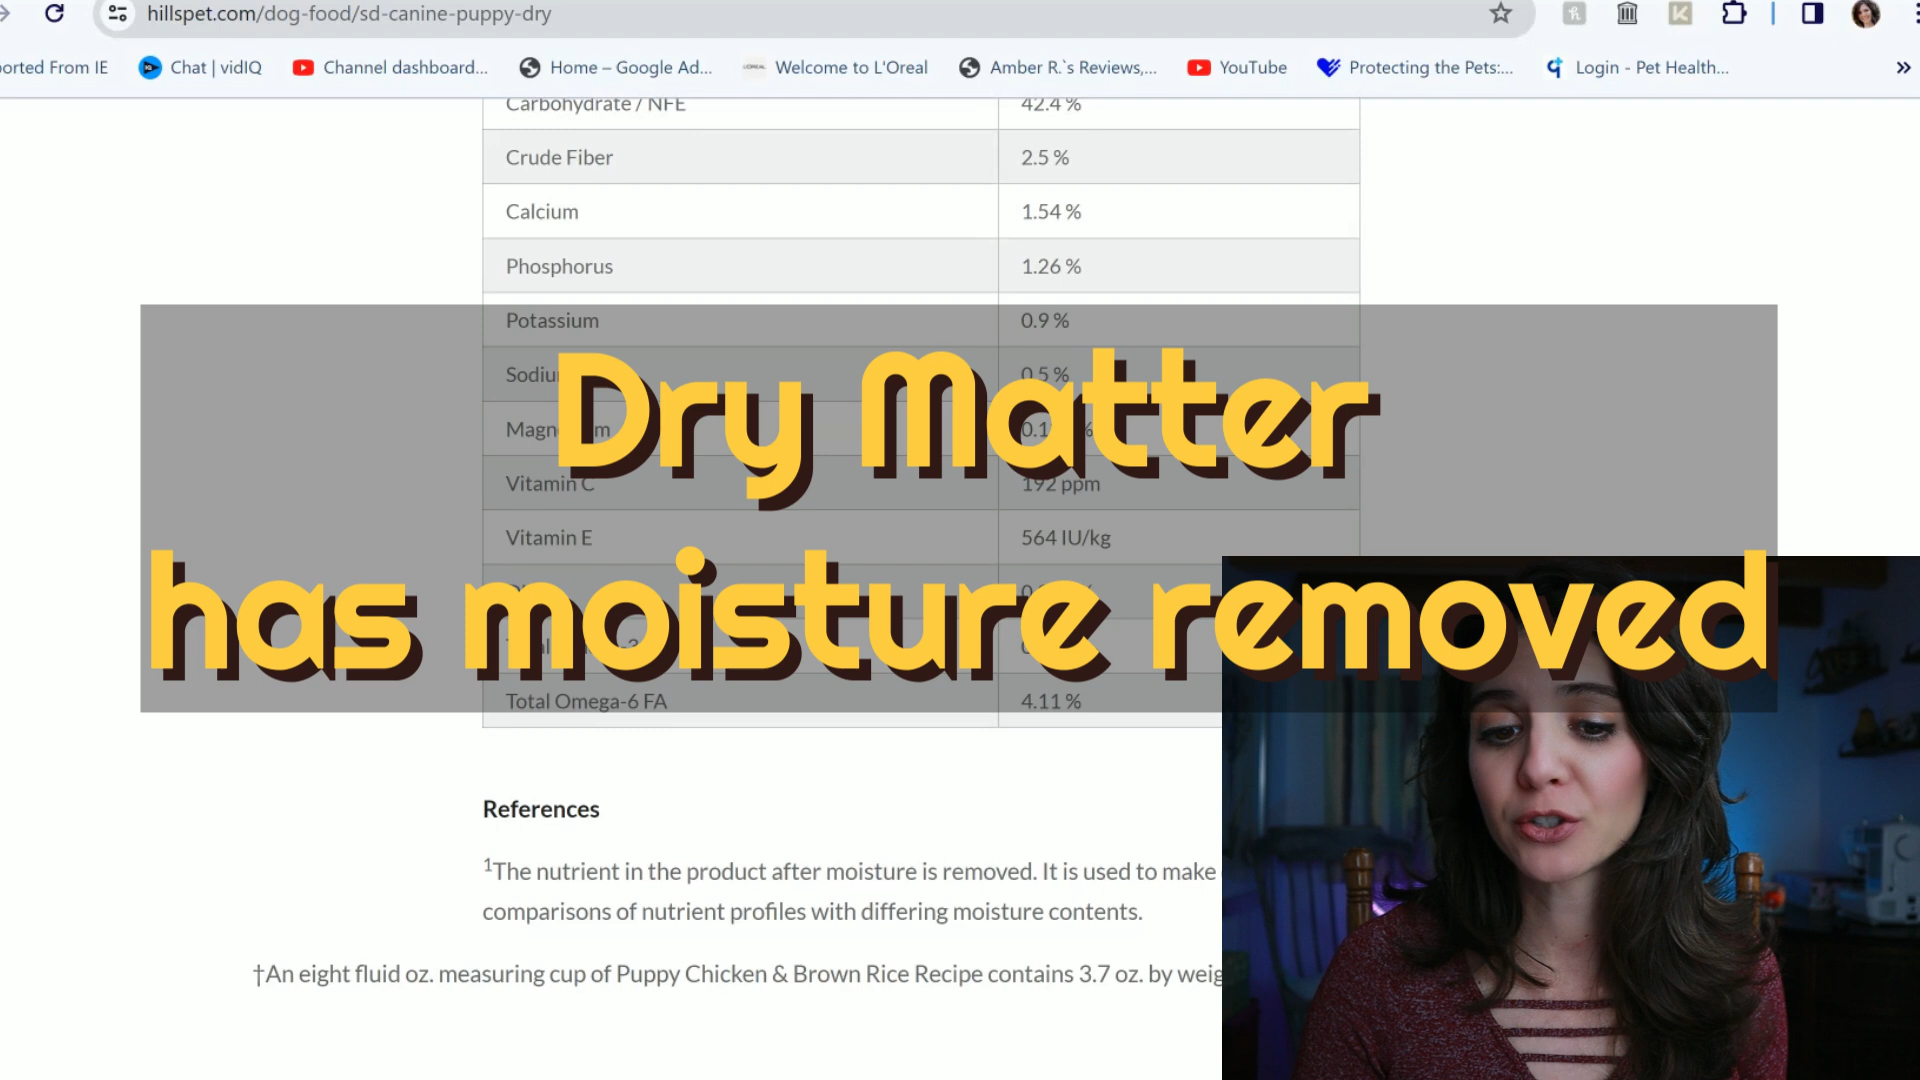 hillspet.com/dog-food/sd-canine-puppy-dry
orted From IE
Chat | vidIQ
Channel dashboard...
Home – Google Ad...
Welcome to L'Oreal
Amber R.`s Reviews,...
YouTube
Protecting the Pets:...
Login - Pet Health...
»
Carbohydrate / NFE 42.4 %
Crude Fiber 2.5 %
Calcium 1.54 %
Phosphorus 1.26 %
Potassium 0.9 %
0.5 %
Dry Matter
Vitamin C 192 ppm
Vitamin E 564 IU/kg
has moisture removed
Total Omega-6 FA 4.11 %
References
1The nutrient in the product after moisture is removed. It is used to make
comparisons of nutrient profiles with differing moisture contents.
†An eight fluid oz. measuring cup of Puppy Chicken & Brown Rice Recipe contains 3.7 oz. by weig